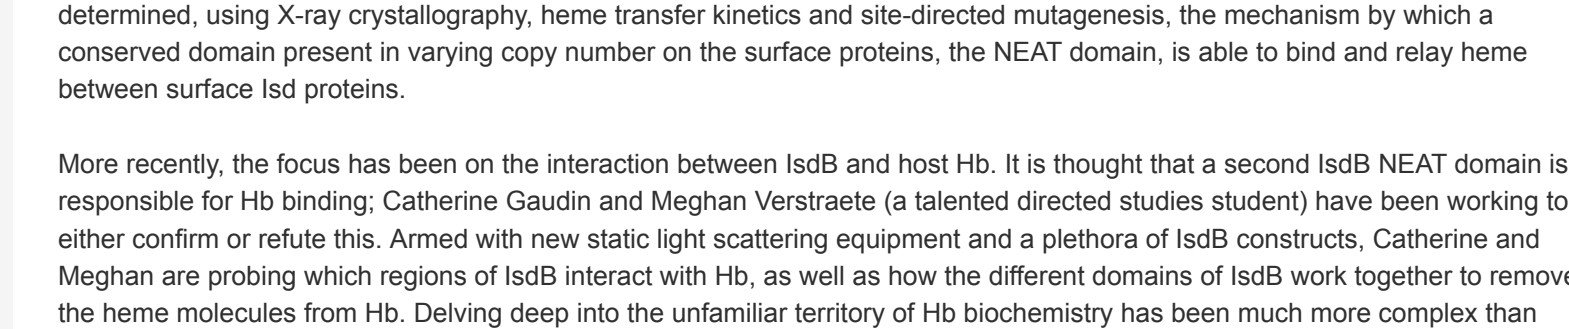 determined, using X-ray crystallography, heme transfer kinetics and site-directed mutagenesis, the mechanism by which a
conserved domain present in varying copy number on the surface proteins, the NEAT domain, is able to bind and relay heme
between surface Isd proteins.
More recently, the focus has been on the interaction between IsdB and host Hb. It is thought that a second IsdB NEAT domain is
responsible for Hb binding; Catherine Gaudin and Meghan Verstraete (a talented directed studies student) have been working to
either confirm or refute this. Armed with new static light scattering equipment and a plethora of IsdB constructs, Catherine and
Meghan are probing which regions of IsdB interact with Hb, as well as how the different domains of IsdB work together to remove
the heme molecules from Hb. Delving deep into the unfamiliar territory of Hb biochemistry has been much more complex than